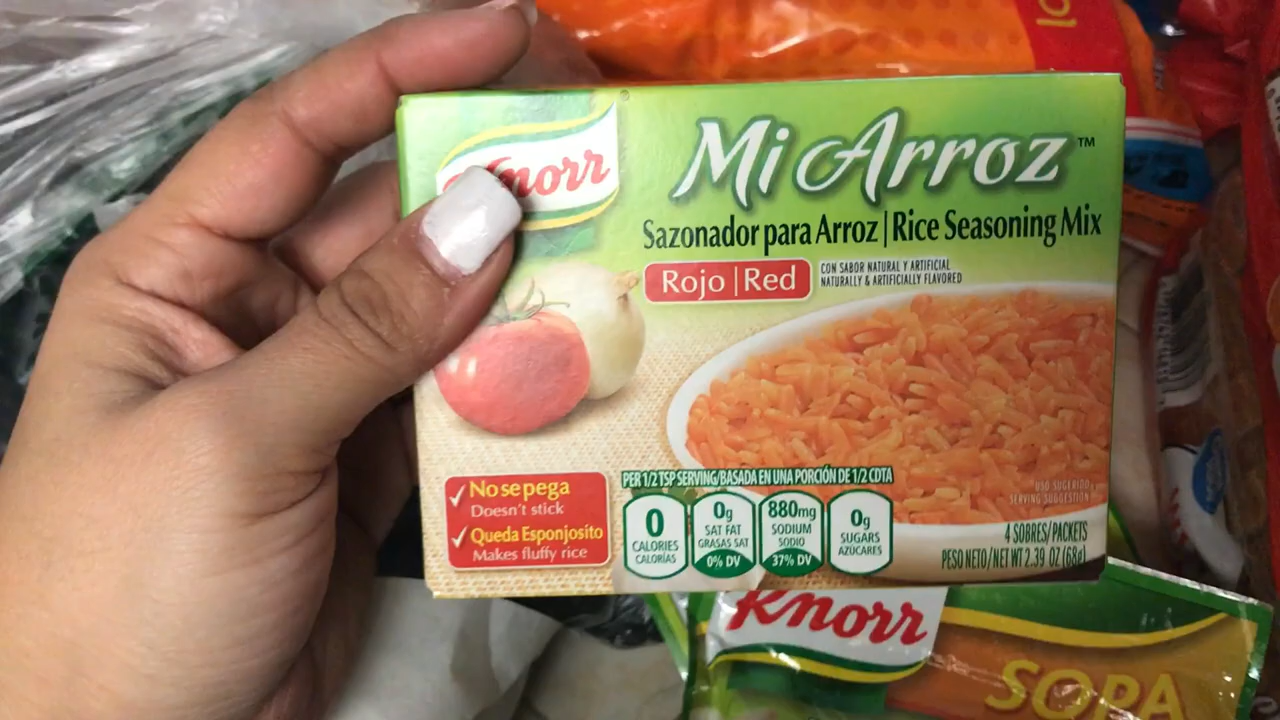 Knorr
®
Mi Arroz™
Sazonador para Arroz | Rice Seasoning Mix
Rojo | Red
CON SABOR NATURAL Y ARTIFICIAL
NATURALLY & ARTIFICIALLY FLAVORED
No se pega
Doesn't stick
Queda Esponjosito
Makes fluffy rice
PER 1/2 TSP SERVING/BASADA EN UNA PORCIÓN DE 1/2 CDTA
0
CALORIES
CALORÍAS
0g
SAT FAT
GRASAS SAT
0% DV
880mg
SODIUM
SODIO
37% DV
0g
SUGARS
AZÚCARES
USO SUGERIDO
SERVING SUGGESTION
4 SOBRES/PACKETS
PESO NETO/NET WT 2.39 OZ (68g)
Knorr
SOPA